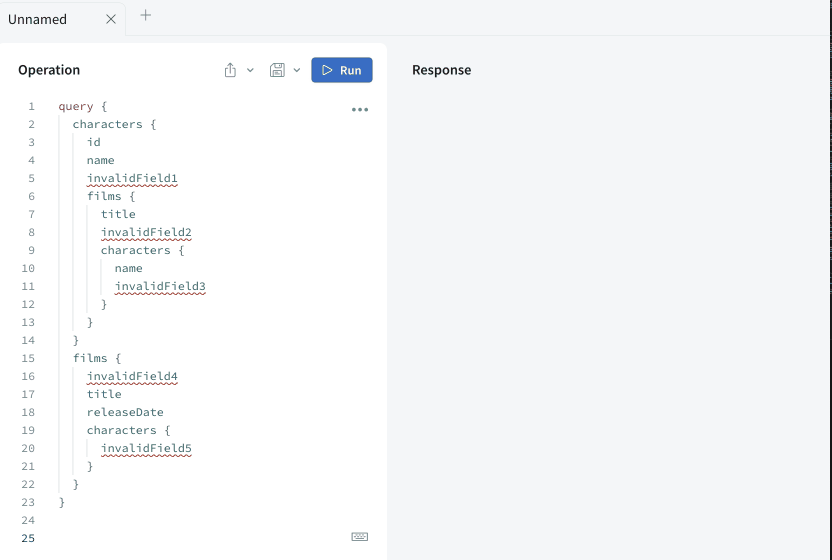 Unnamed
Operation
Run
Response
1 query {
2   characters {
3     id
4     name
5     invalidField1
6     films {
7       title
8       invalidField2
9       characters {
10         name
11         invalidField3
12       }
13     }
14   }
15   films {
16     invalidField4
17     title
18     releaseDate
19     characters {
20       invalidField5
21     }
22   }
23 }
24
25